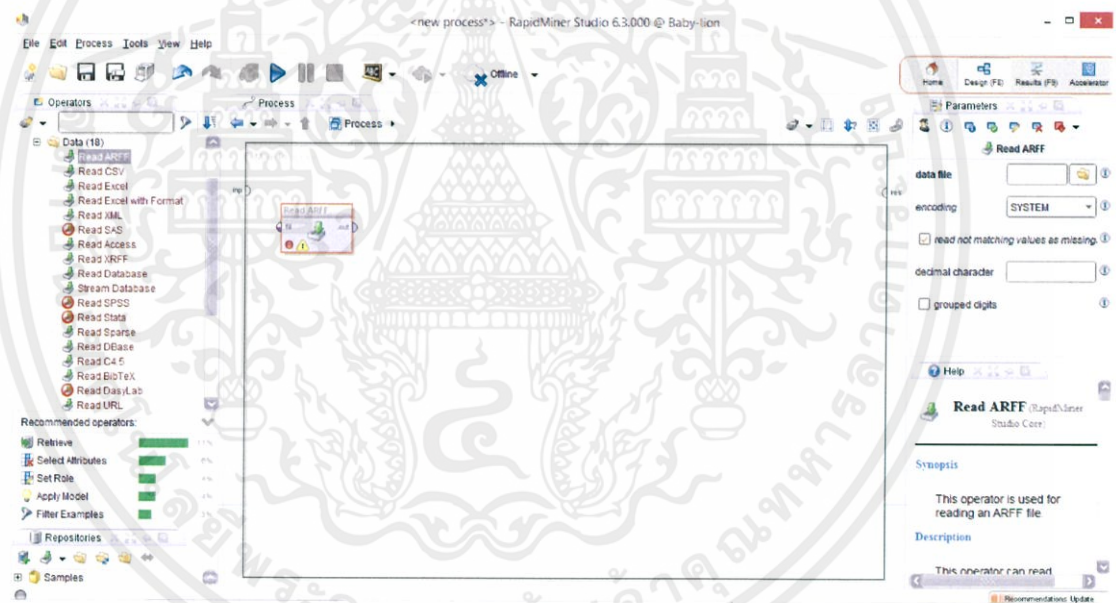 <new process*> - RapidMiner Studio 6.3.000 @ Baby-lion
File Edit Process Tools View Help
Offline
Home Design (F8) Results (F9) Accelerator
Operators
Process
Parameters
Process
Data (18)
Read ARFF
Read CSV
Read Excel
Read Excel with Format
Read XML
Read SAS
Read Access
Read XRFF
Read Database
Stream Database
Read SPSS
Read Stata
Read Sparse
Read DBase
Read C4.5
Read BibTeX
Read DasyLab
Read URL
Recommended operators:
Retrieve
Select Attributes
Set Role
Apply Model
Filter Examples
Repositories
Samples
inp
res
Read ARFF
fil out
Read ARFF
data file
encoding SYSTEM
read not matching values as missing.
decimal character
grouped digits
Help
Read ARFF (RapidMiner
Studio Core)
Synopsis
This operator is used for
reading an ARFF file.
Description
This operator can read
Recommendations Update